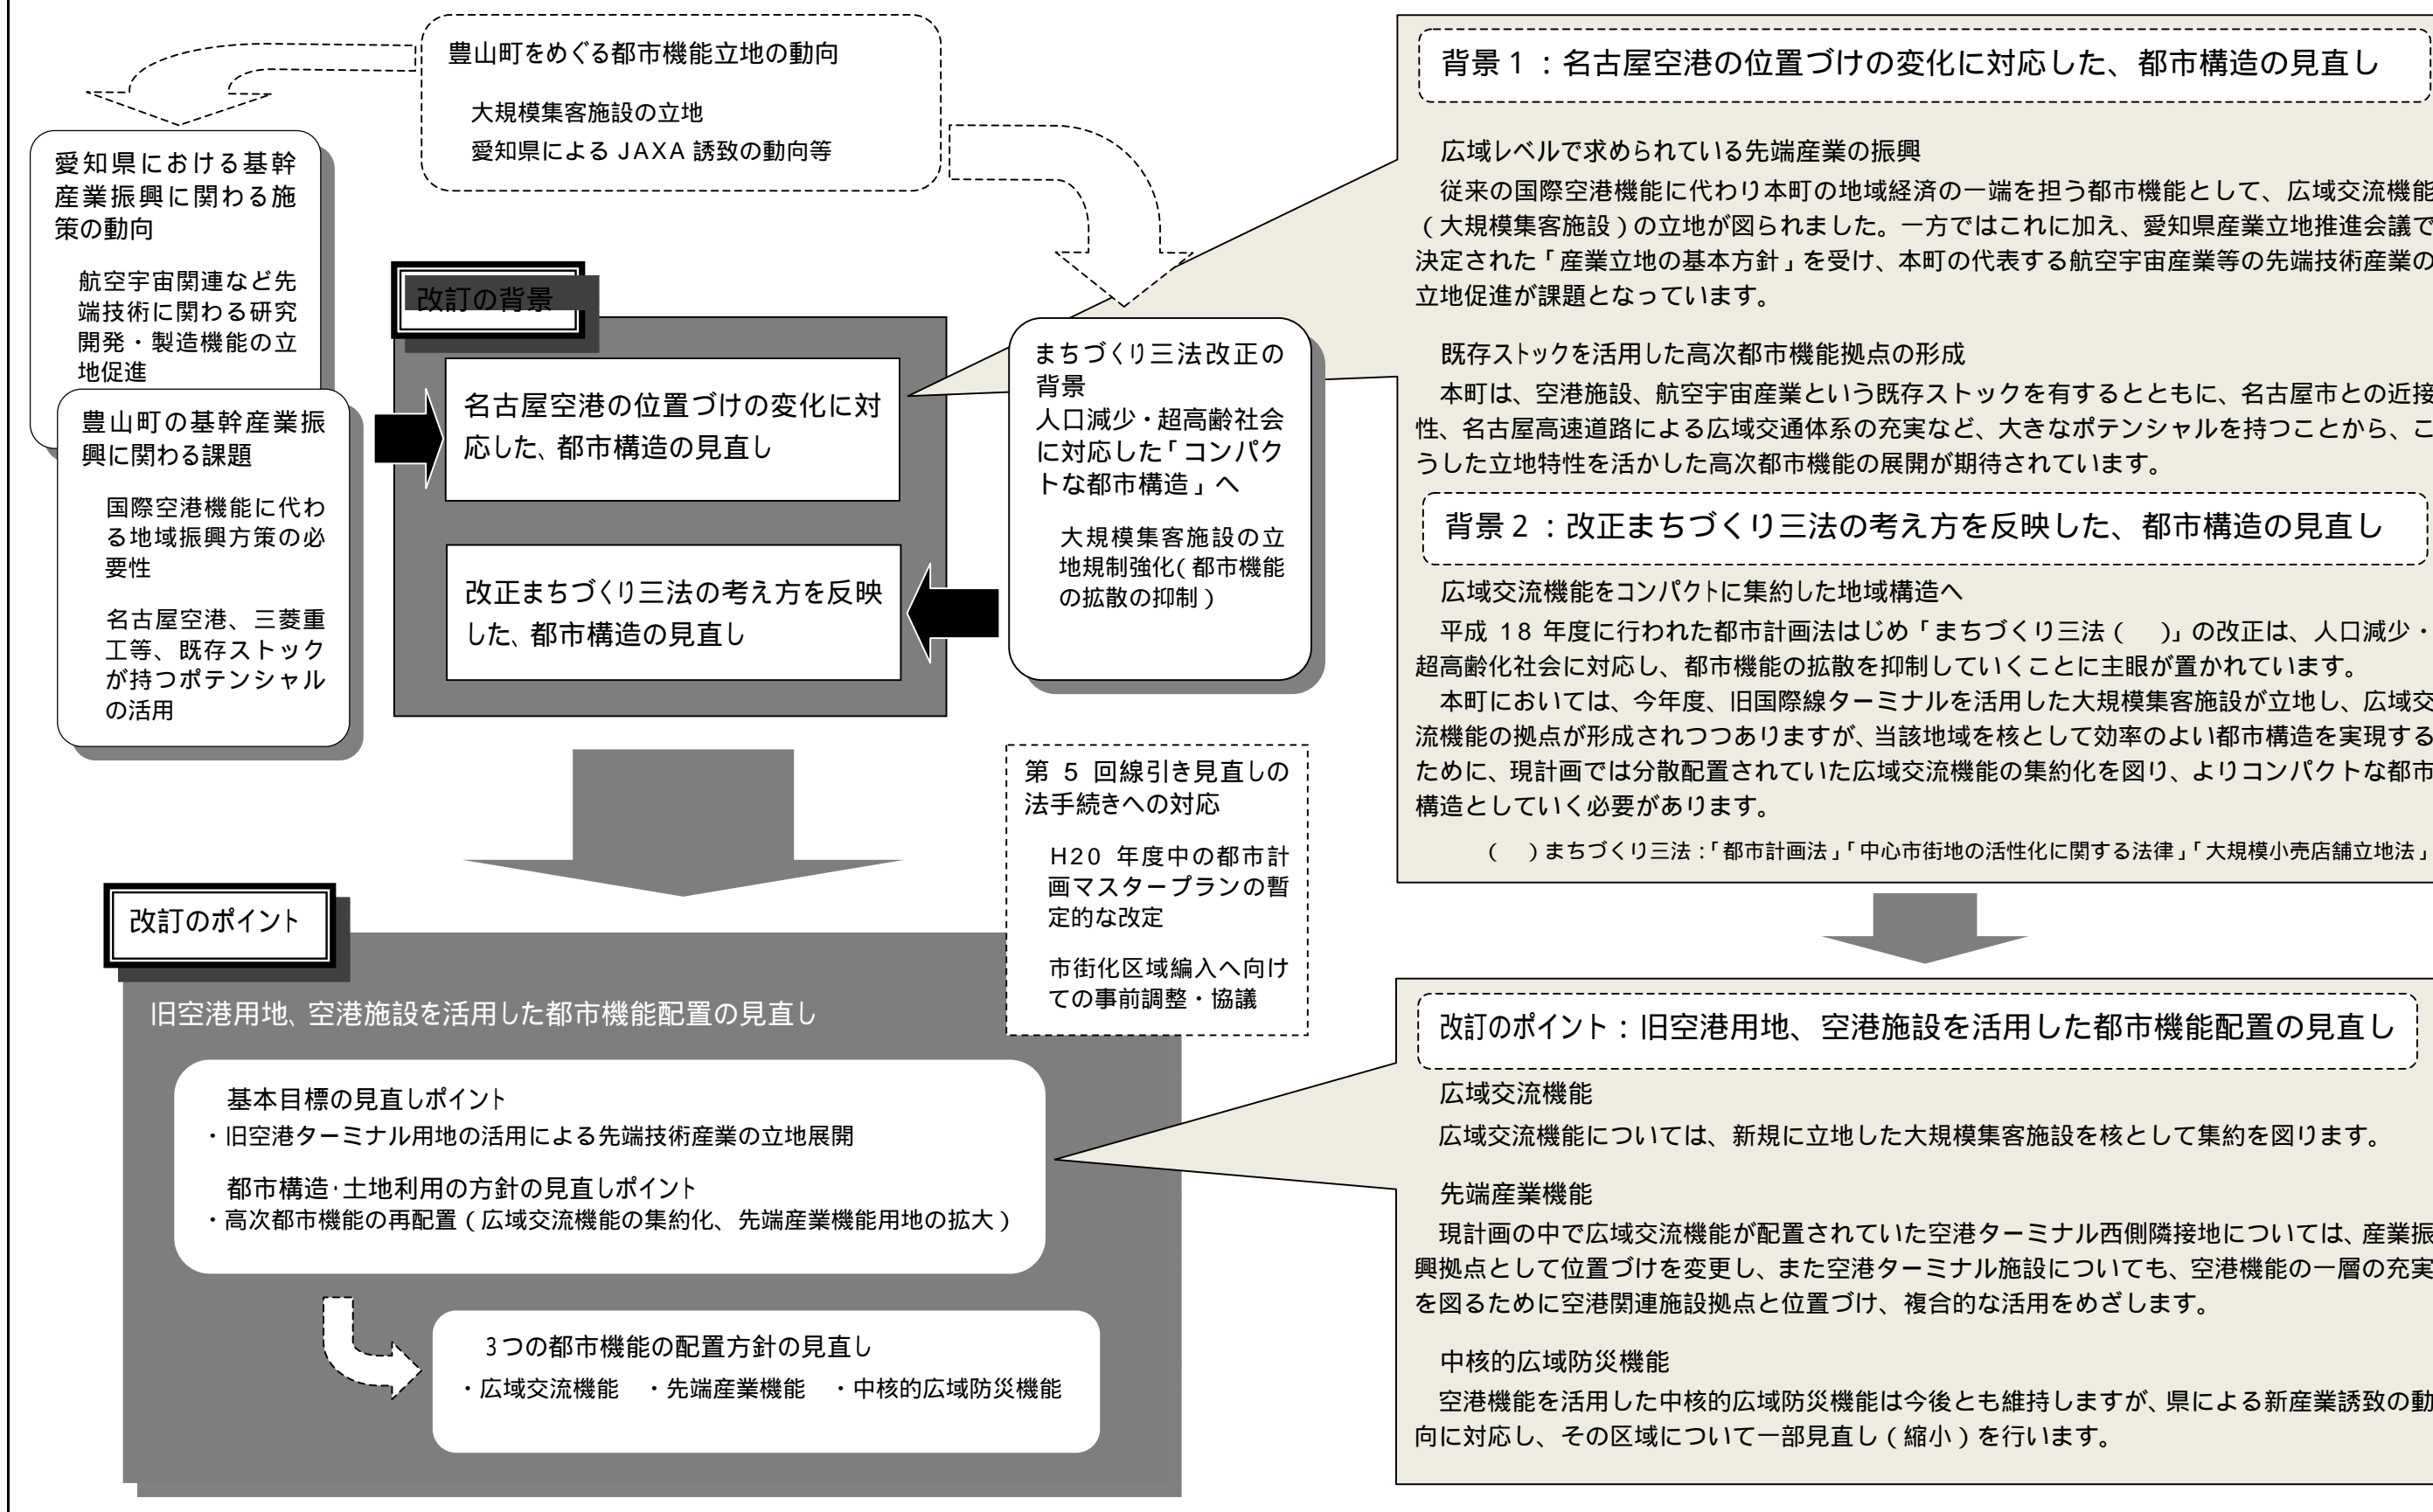 豊山町をめぐる都市機能立地の動向
大規模集客施設の立地
愛知県による JAXA 誘致の動向等
愛知県における基幹
産業振興に関わる施
策の動向
航空宇宙関連など先
端技術に関わる研究
開発・製造機能の立
地促進
豊山町の基幹産業振
興に関わる課題
国際空港機能に代わ
る地域振興方策の必
要性
名古屋空港、三菱重
工等、既存ストック
が持つポテンシャル
の活用
改訂の背景
名古屋空港の位置づけの変化に対
応した、都市構造の見直し
改正まちづくり三法の考え方を反映
した、都市構造の見直し
まちづくり三法改正の
背景
人口減少・超高齢社会
に対応した「コンパク
トな都市構造」へ
大規模集客施設の立
地規制強化(都市機能
の拡散の抑制)
第 5 回線引き見直しの
法手続きへの対応
H20 年度中の都市計
画マスタープランの暫
定的な改定
市街化区域編入へ向け
ての事前調整・協議
改訂のポイント
旧空港用地、空港施設を活用した都市機能配置の見直し
基本目標の見直しポイント
・旧空港ターミナル用地の活用による先端技術産業の立地展開
都市構造・土地利用の方針の見直しポイント
・高次都市機能の再配置(広域交流機能の集約化、先端産業機能用地の拡大)
3つの都市機能の配置方針の見直し
・広域交流機能 ・先端産業機能 ・中核的広域防災機能
背景1:名古屋空港の位置づけの変化に対応した、都市構造の見直し
広域レベルで求められている先端産業の振興
従来の国際空港機能に代わり本町の地域経済の一端を担う都市機能として、広域交流機能
(大規模集客施設)の立地が図られました。一方ではこれに加え、愛知県産業立地推進会議で
決定された「産業立地の基本方針」を受け、本町の代表する航空宇宙産業等の先端技術産業の
立地促進が課題となっています。
既存ストックを活用した高次都市機能拠点の形成
本町は、空港施設、航空宇宙産業という既存ストックを有するとともに、名古屋市との近接
性、名古屋高速道路による広域交通体系の充実など、大きなポテンシャルを持つことから、こ
うした立地特性を活かした高次都市機能の展開が期待されています。
背景2:改正まちづくり三法の考え方を反映した、都市構造の見直し
広域交流機能をコンパクトに集約した地域構造へ
平成 18 年度に行われた都市計画法はじめ「まちづくり三法( )」の改正は、人口減少・
超高齢化社会に対応し、都市機能の拡散を抑制していくことに主眼が置かれています。
本町においては、今年度、旧国際線ターミナルを活用した大規模集客施設が立地し、広域交
流機能の拠点が形成されつつありますが、当該地域を核として効率のよい都市構造を実現する
ために、現計画では分散配置されていた広域交流機能の集約化を図り、よりコンパクトな都市
構造としていく必要があります。
( )まちづくり三法:「都市計画法」「中心市街地の活性化に関する法律」「大規模小売店舗立地法」
改訂のポイント:旧空港用地、空港施設を活用した都市機能配置の見直し
広域交流機能
広域交流機能については、新規に立地した大規模集客施設を核として集約を図ります。
先端産業機能
現計画の中で広域交流機能が配置されていた空港ターミナル西側隣接地については、産業振
興拠点として位置づけを変更し、また空港ターミナル施設についても、空港機能の一層の充実
を図るために空港関連施設拠点と位置づけ、複合的な活用をめざします。
中核的広域防災機能
空港機能を活用した中核的広域防災機能は今後とも維持しますが、県による新産業誘致の動
向に対応し、その区域について一部見直し(縮小)を行います。